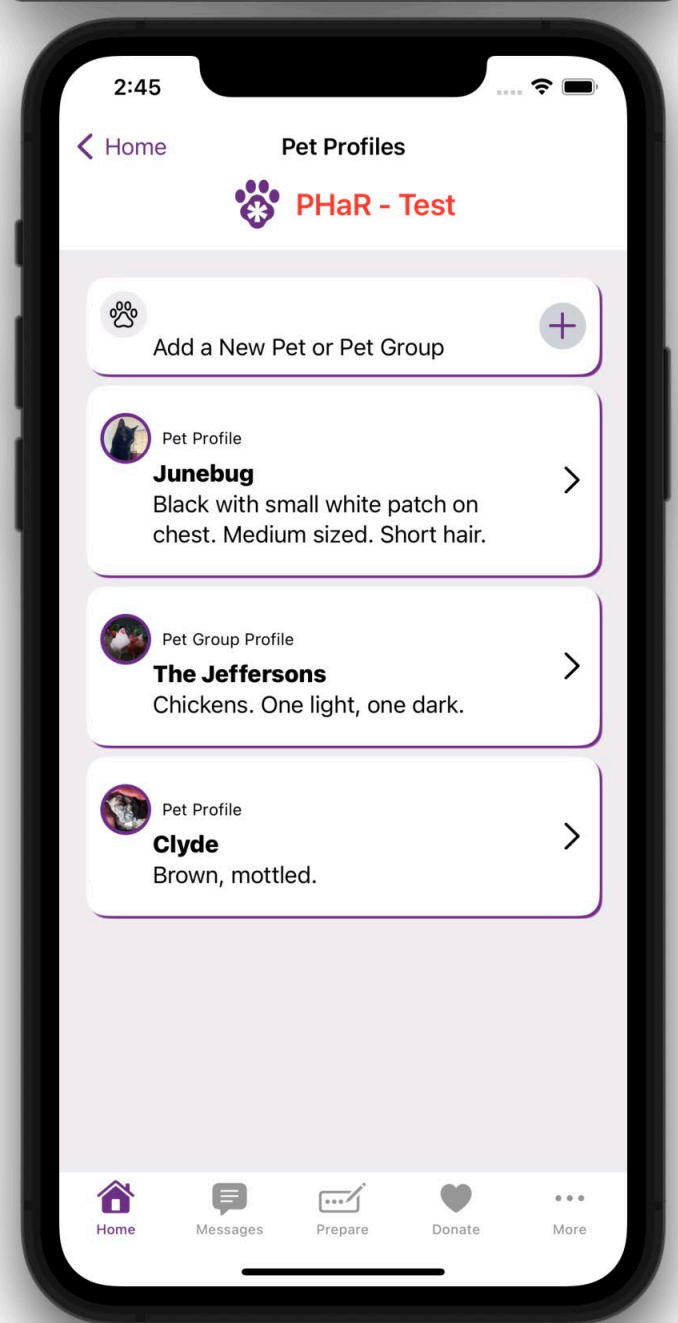 2:45
Home
Pet Profiles
PHaR - Test
Add a New Pet or Pet Group
Pet Profile
Junebug
Black with small white patch on
chest. Medium sized. Short hair.
Pet Group Profile
The Jeffersons
Chickens. One light, one dark.
Pet Profile
Clyde
Brown, mottled.
Home
Messages
Prepare
Donate
More